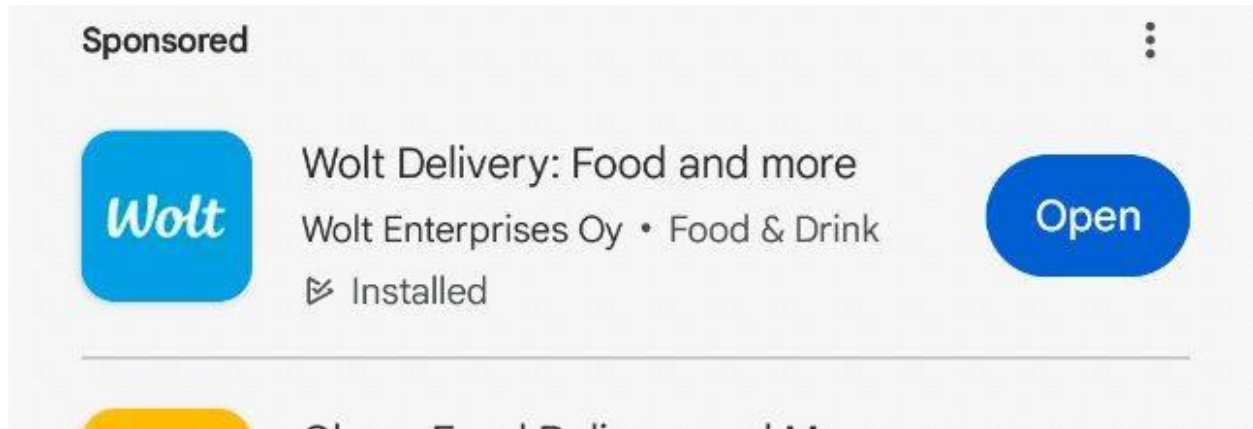 Sponsored
Wolt
Wolt Delivery: Food and more
Wolt Enterprises Oy • Food & Drink
Open
Installed